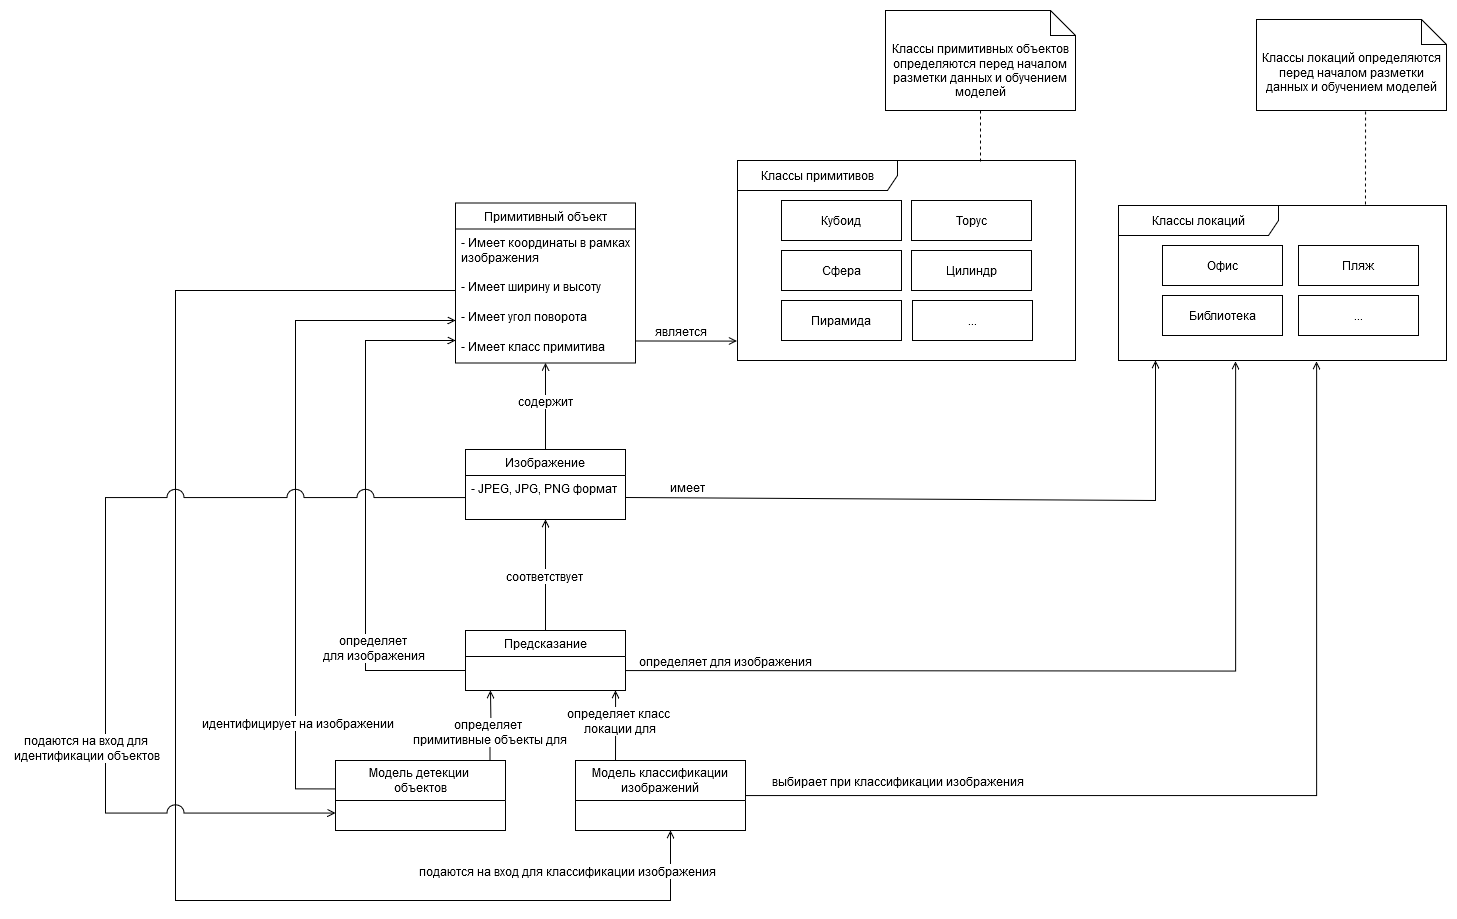 Классы примитивных объектов
определяются перед началом
разметки данных и обучением
моделей
Классы локаций определяются
перед началом разметки
данных и обучением моделей
Классы примитивов
Кубоид
Торус
Сфера
Цилиндр
Пирамида
...
Классы локаций
Офис
Пляж
Библиотека
...
Примитивный объект
- Имеет координаты в рамках
изображения
- Имеет ширину и высоту
- Имеет угол поворота
- Имеет класс примитива
является
содержит
Изображение
- JPEG, JPG, PNG формат
имеет
соответствует
Предсказание
определяет
для изображения
определяет для изображения
идентифицирует на изображении
определяет
примитивные объекты для
определяет класс
локации для
подаются на вход для
идентификации объектов
Модель детекции
объектов
Модель классификации
изображений
выбирает при классификации изображения
подаются на вход для классификации изображения